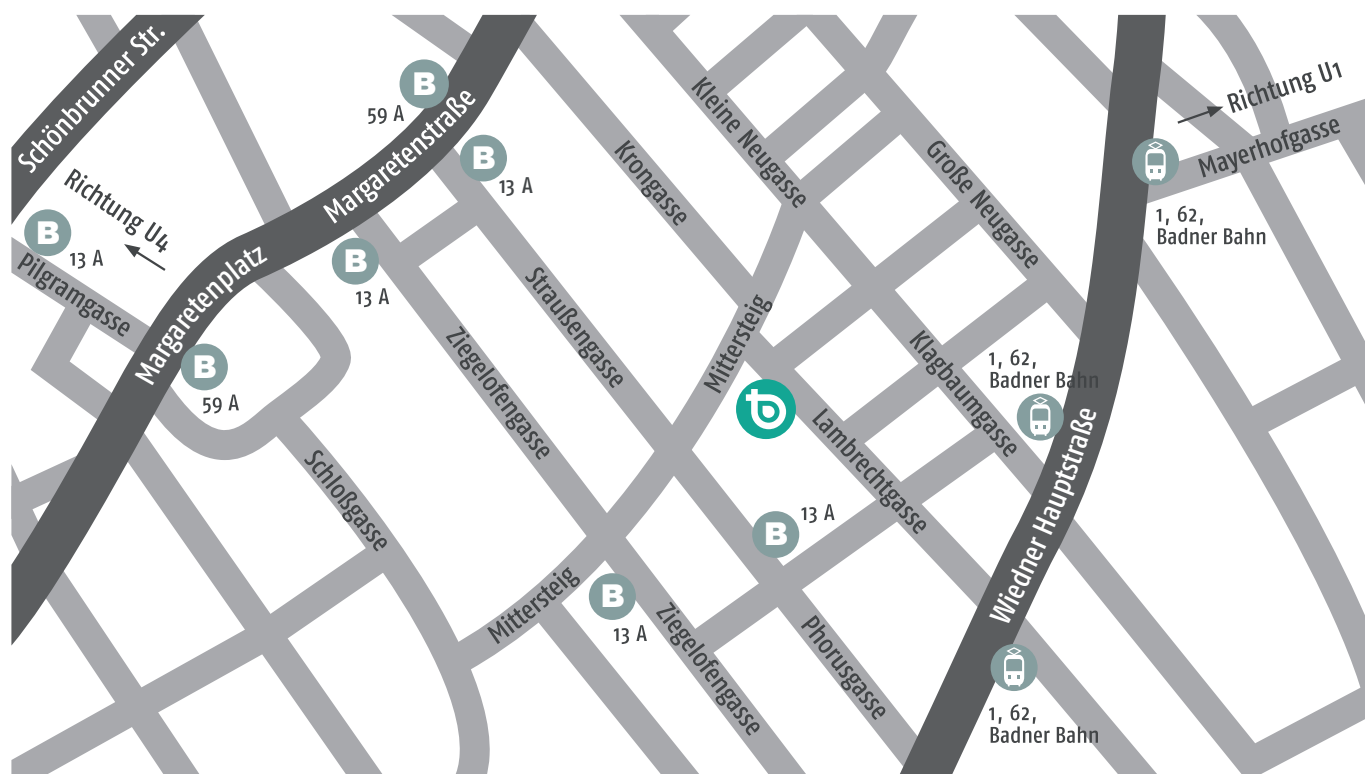 Schönbrunner Str.
B
59 A
Margaretenstraße
B
13 A
Richtung U4
B
13 A
Pilgramgasse
Margaretenplatz
B
13 A
B
59 A
Krongasse
Kleine Neugasse
Große Neugasse
Richtung U1
Mayerhofgasse
1, 62,
Badner Bahn
Straußengasse
Ziegelofengasse
Mittersteig
Klagbaumgasse
1, 62,
Badner Bahn
Lambrechtgasse
Schloßgasse
Wiedner Hauptstraße
B
13 A
Mittersteig
B
13 A
Ziegelofengasse
Phorusgasse
1, 62,
Badner Bahn